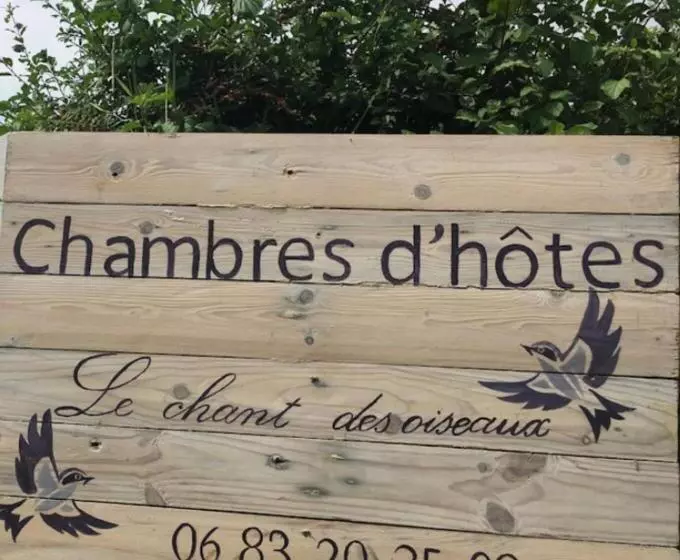 Chambres d'hôtes
Le chant des oiseaux
06 83 20 25